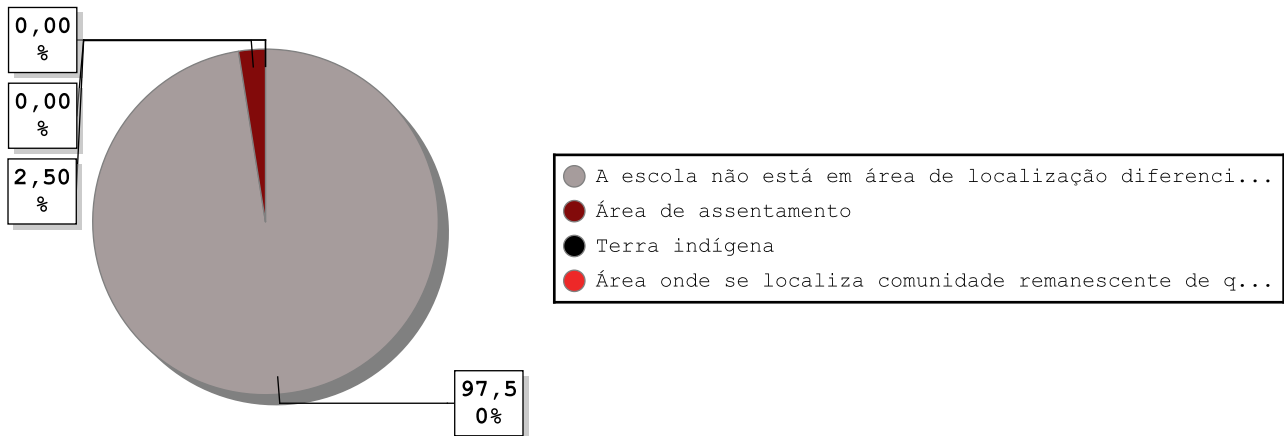 0,00
%
0,00
%
2,50
%
97,5
0%
A escola não está em área de localização diferenci...
Área de assentamento
Terra indígena
Área onde se localiza comunidade remanescente de q...